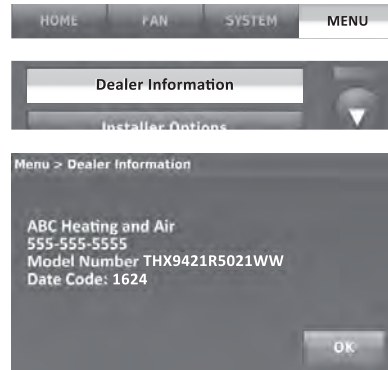 HOME FAN SYSTEM MENU
Dealer Information
Installer Options
Menu > Dealer Information
ABC Heating and Air
555-555-5555
Model Number THX9421R5021WW
Date Code: 1624
OK